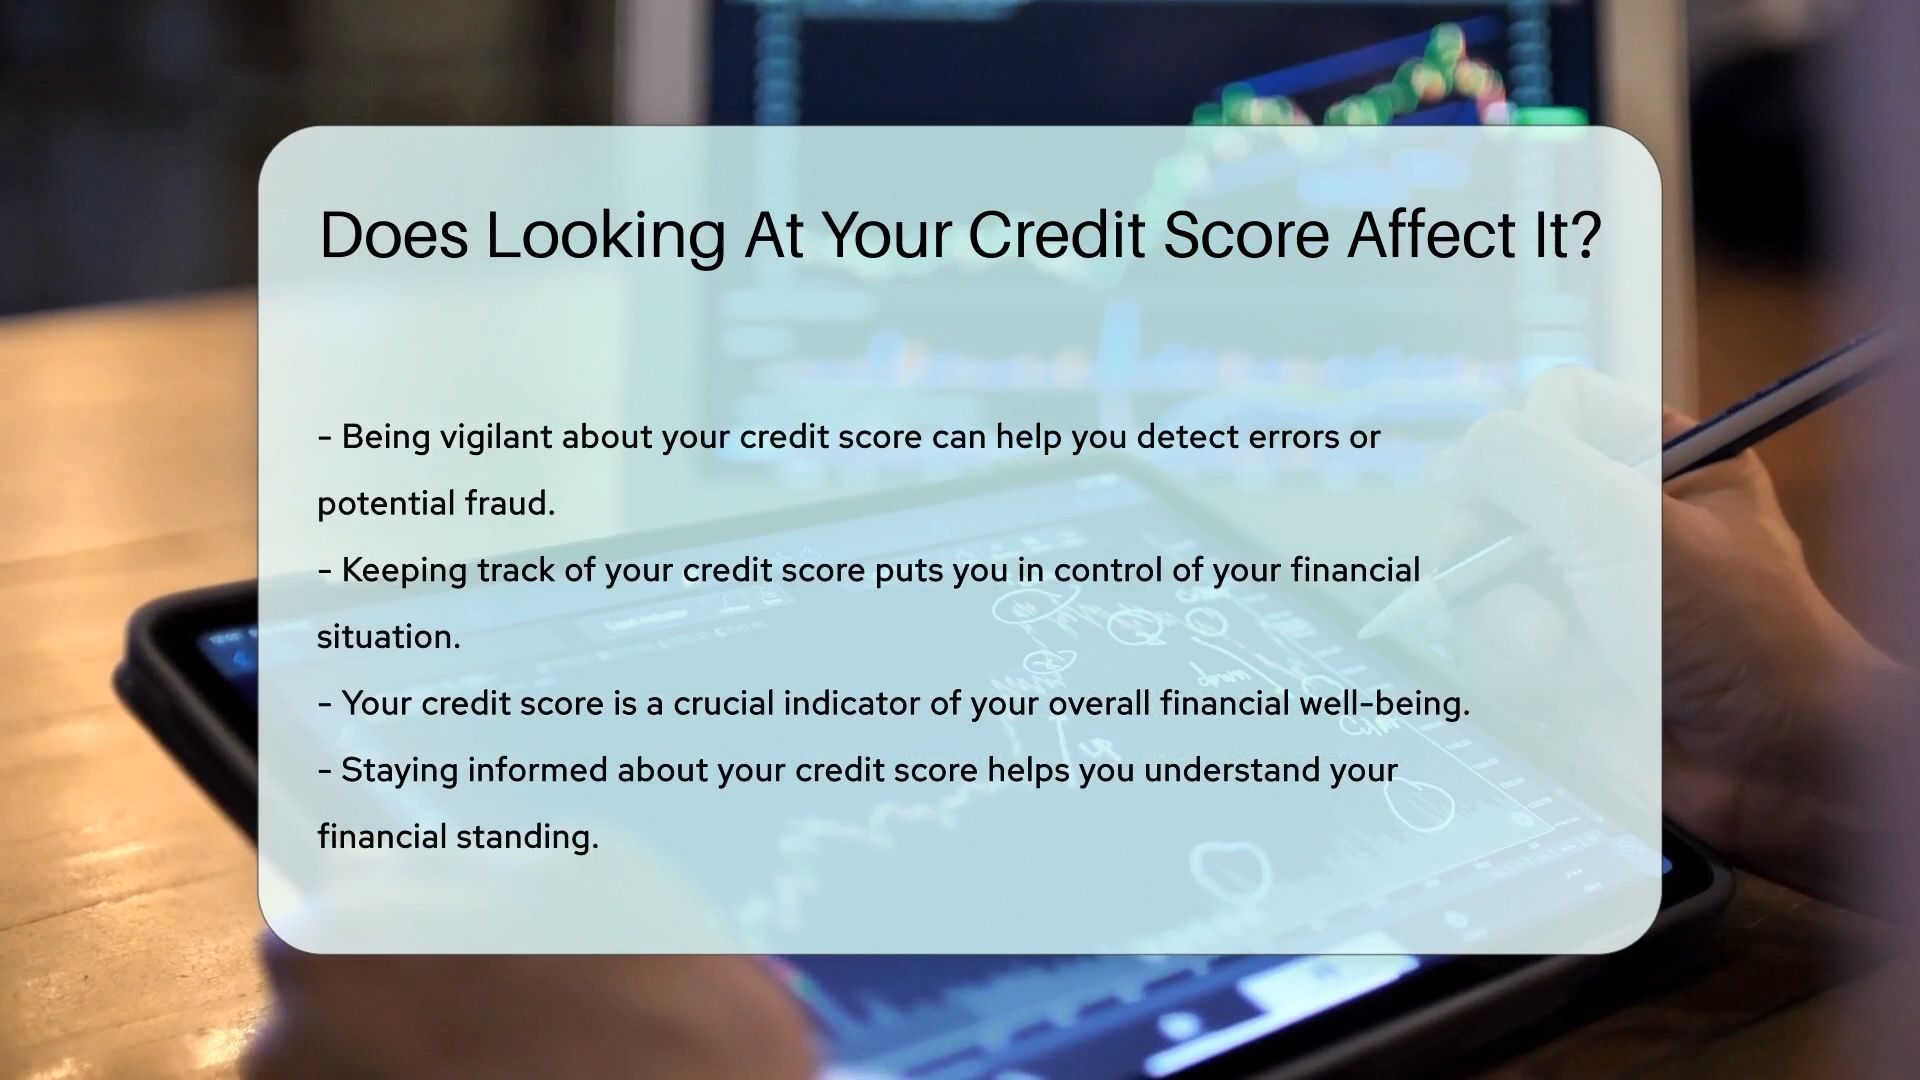 Does Looking At Your Credit Score Affect It?
- Being vigilant about your credit score can help you detect errors or
potential fraud.
- Keeping track of your credit score puts you in control of your financial
situation.
- Your credit score is a crucial indicator of your overall financial well-being.
- Staying informed about your credit score helps you understand your
financial standing.